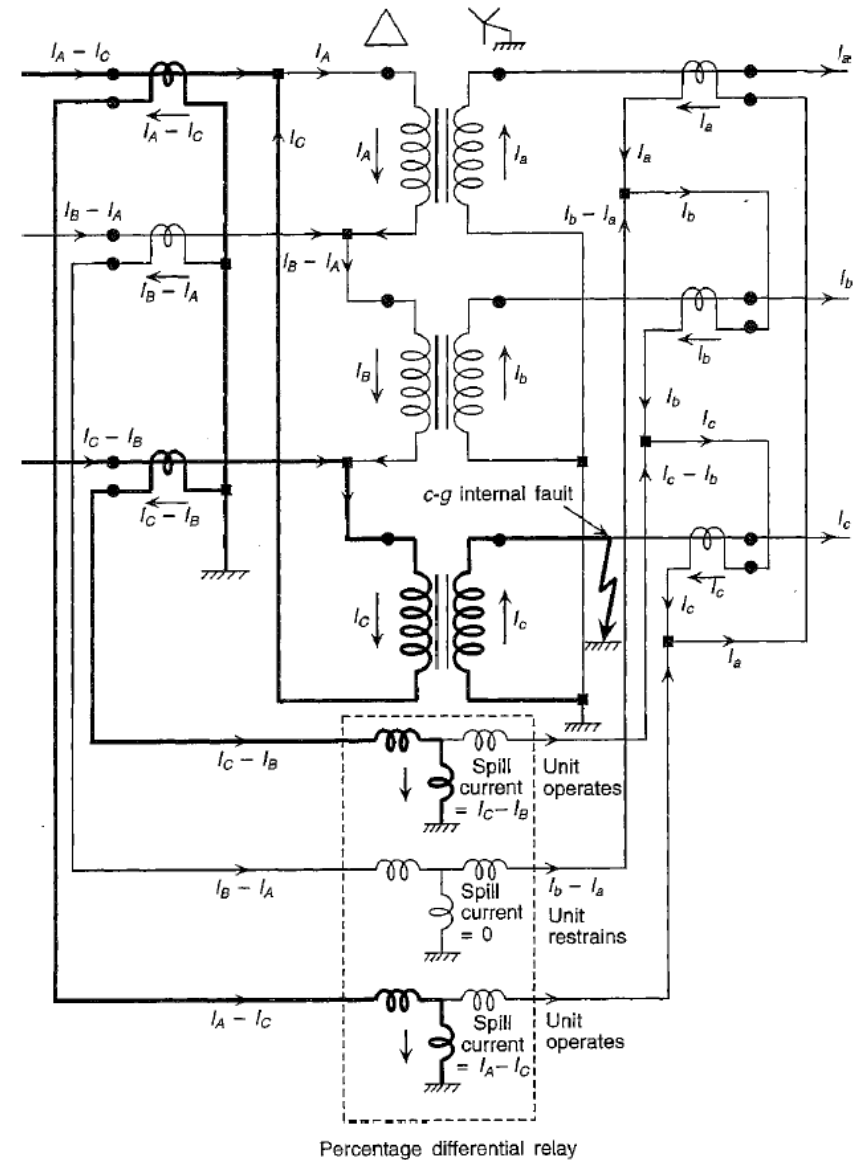 I_A – I_C
I_A
I_a
I_A – I_C
I_C
I_A
I_a
I_a
I_a
I_B – I_A
I_B – I_A
I_B – I_A
I_b – I_a
I_b
I_b
I_B
I_b
I_b
I_b
I_C – I_B
I_C – I_B
I_c
I_c – I_b
c-g internal fault
I_c
I_C
I_c
I_c
I_c
I_a
I_C – I_B
Spill
current
= I_C – I_B
Unit
operates
I_B – I_A
Spill
current
= 0
I_b – I_a
Unit
restrains
I_A – I_C
Spill
current
= I_A – I_C
Unit
operates
Percentage differential relay